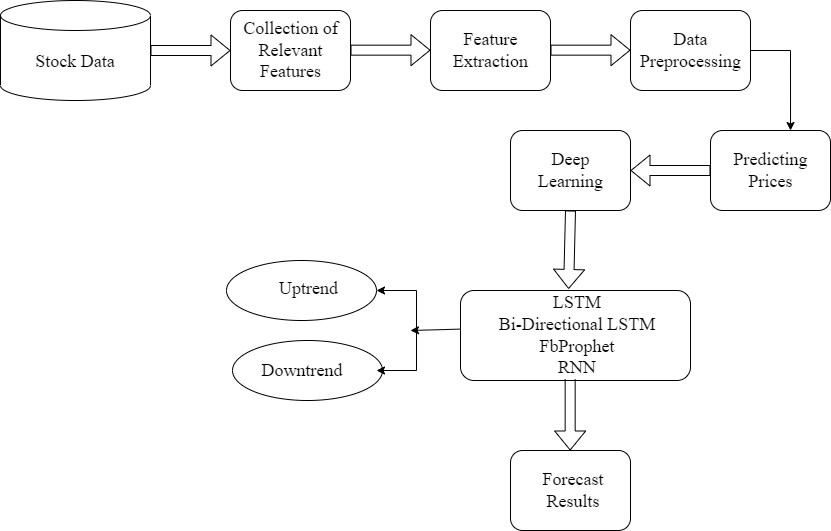 Stock Data
Collection of
Relevant
Features
Feature
Extraction
Data
Preprocessing
Predicting
Prices
Deep
Learning
LSTM
Bi-Directional LSTM
FbProphet
RNN
Uptrend
Downtrend
Forecast
Results